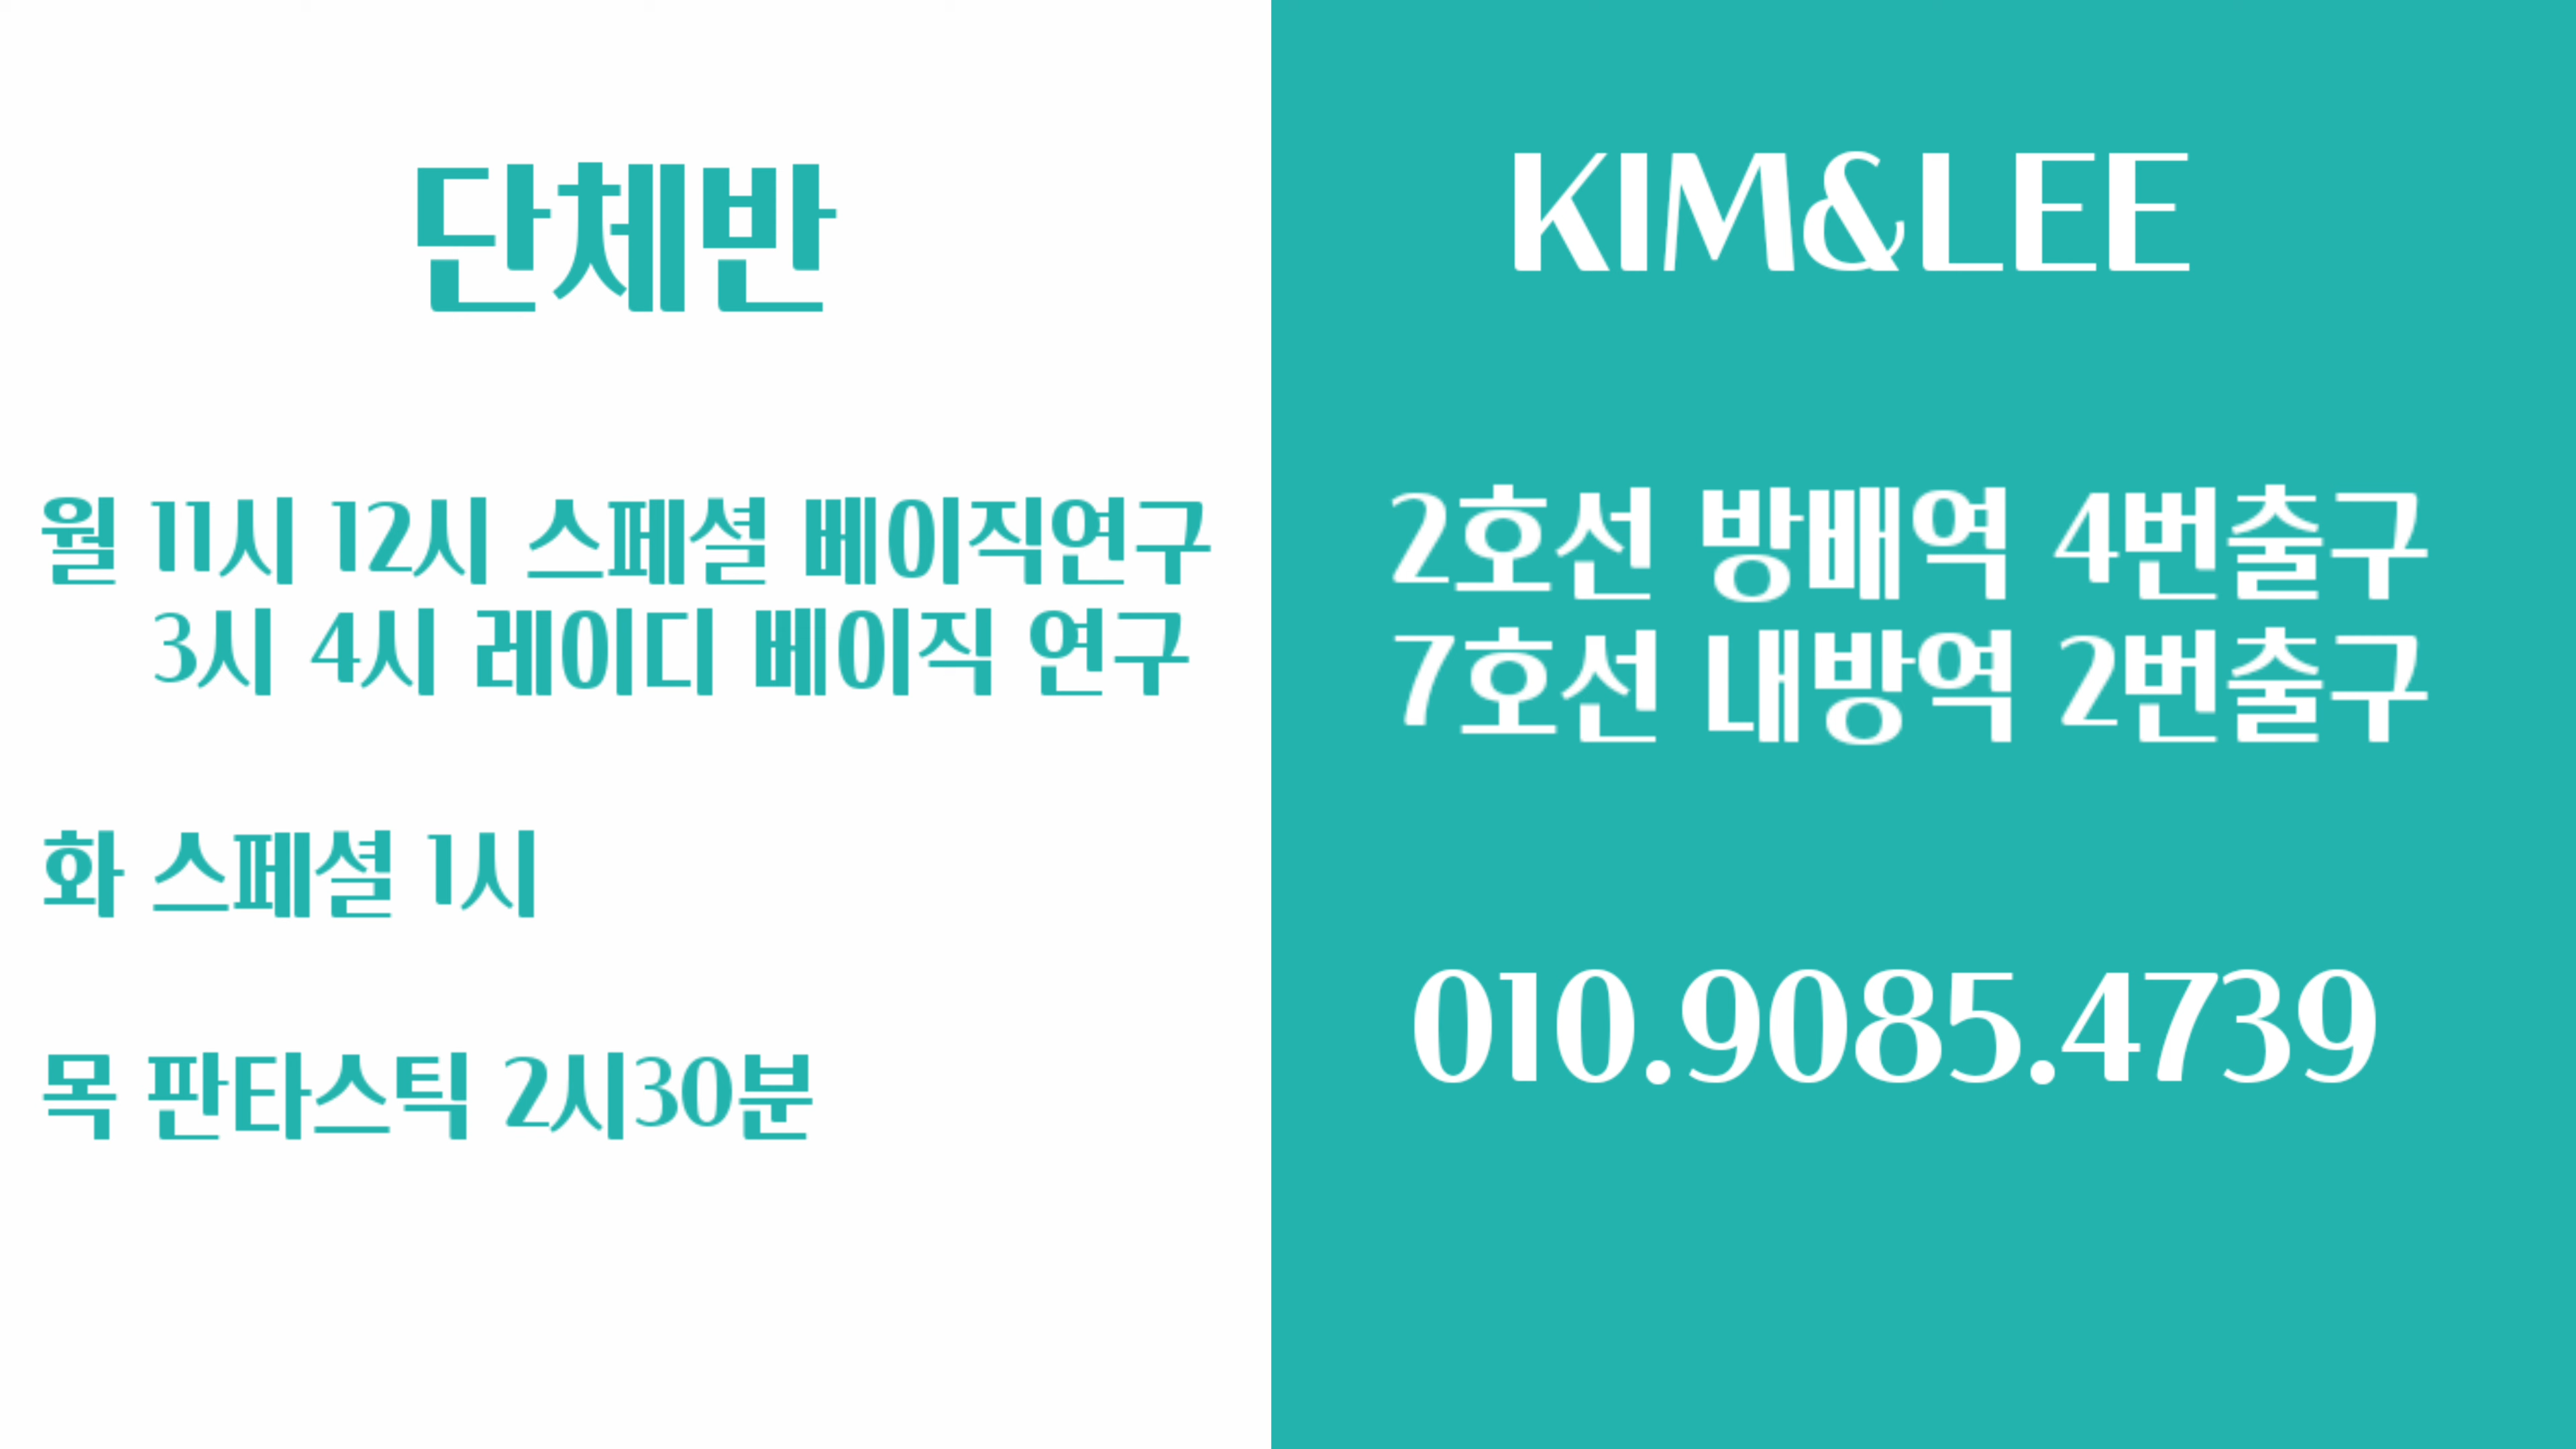 단체반
월 11시 12시 스페셜 베이직연구
3시 4시 레이디 베이직 연구
화 스페셜 1시
목 판타스틱 2시30분
KIM&LEE
2호선 방배역 4번출구
7호선 내방역 2번출구
010.9085.4739